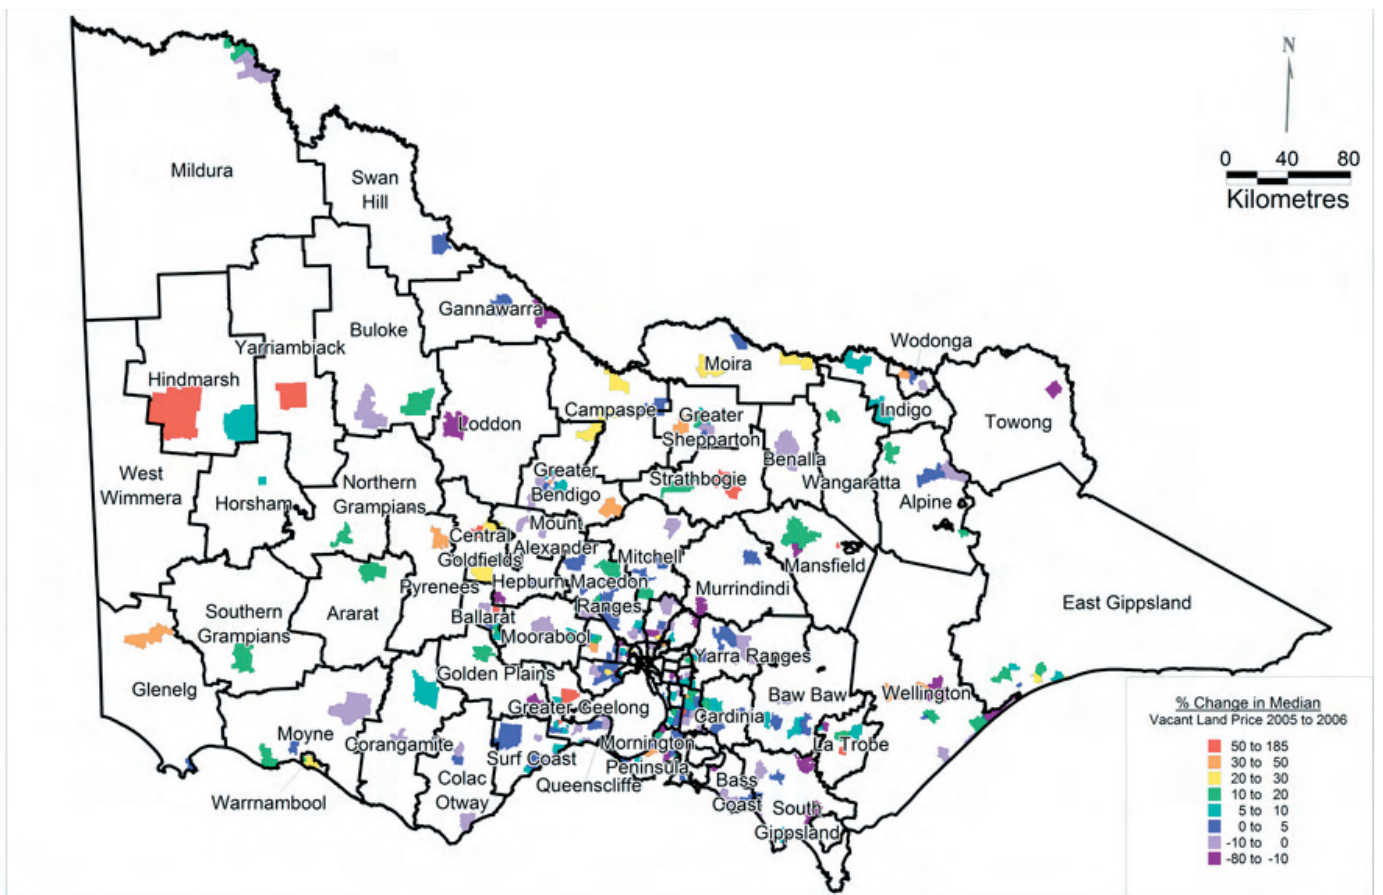 N
0 40 80
Kilometres
Mildura
Swan
Hill
Gannawarra
Buloke
Yarriambiack
Hindmarsh
Wodonga
Moira
Indigo
Towong
Campaspe
Greater
Shepparton
Loddon
Benalla
Wangaratta
Alpine
West
Wimmera
Horsham
Northern
Grampians
Greater
Bendigo
Strathbogie
Mount
Alexander
Central
Goldfields
Mitchell
Mansfield
Murrindindi
Pyrenees
Hepburn
Macedon
Ranges
East Gippsland
Southern
Grampians
Ararat
Ballarat
Moorabool
Yarra Ranges
Golden Plains
Glenelg
Baw Baw
Wellington
Greater Geelong
Cardinia
Moyne
Corangamite
Surf Coast
Mornington
Peninsula
La Trobe
Colac
Otway
Queenscliffe
Bass
Coast
South
Gippsland
Warrnambool
% Change in Median
Vacant Land Price 2005 to 2006
50 to 185
30 to 50
20 to 30
10 to 20
5 to 10
0 to 5
-10 to 0
-80 to -10